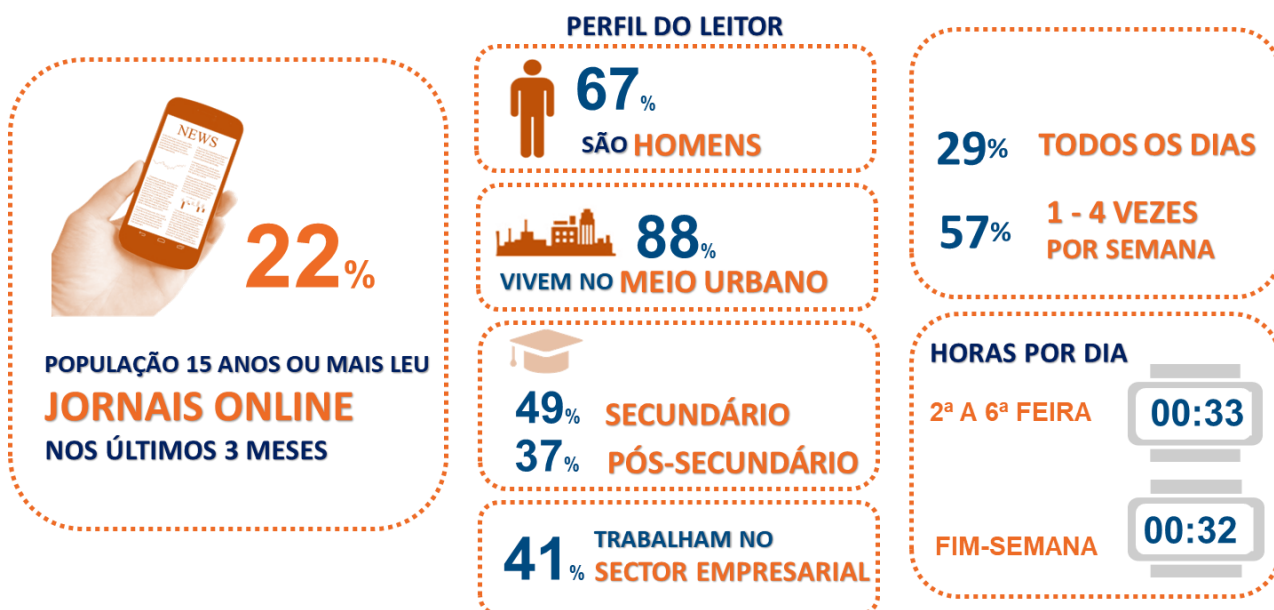 NEWS
22%
POPULAÇÃO 15 ANOS OU MAIS LEU
JORNAIS ONLINE
NOS ÚLTIMOS 3 MESES
PERFIL DO LEITOR
67%
SÃO HOMENS
88%
VIVEM NO MEIO URBANO
49% SECUNDÁRIO
37% PÓS-SECUNDÁRIO
41% TRABALHAM NO
SECTOR EMPRESARIAL
29% TODOS OS DIAS
57% 1 - 4 VEZES
POR SEMANA
HORAS POR DIA
2ª A 6ª FEIRA 00:33
FIM-SEMANA 00:32